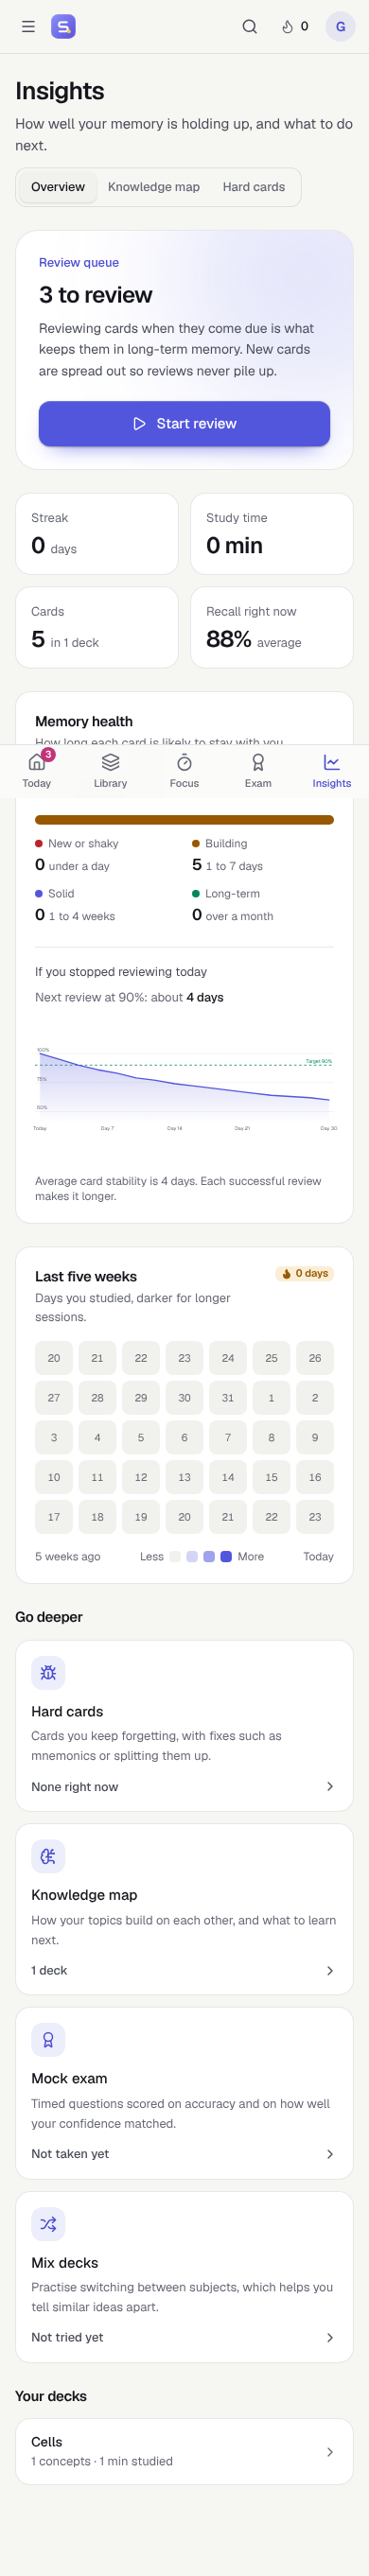 S
0
G
Insights
How well your memory is holding up, and what to do
next.
Overview
Knowledge map
Hard cards
Review queue
3 to review
Reviewing cards when they come due is what
keeps them in long-term memory. New cards
are spread out so reviews never pile up.
Start review
Streak
0 days
Study time
0 min
Cards
5 in 1 deck
Recall right now
88% average
Memory health
How long each card is likely to stay with you
3
Today
Library
Focus
Exam
Insights
New or shaky
0 under a day
Building
5 1 to 7 days
Solid
0 1 to 4 weeks
Long-term
0 over a month
If you stopped reviewing today
Next review at 90%: about 4 days
100%
Target 90%
75%
50%
Today
Day 7
Day 14
Day 21
Day 30
Average card stability is 4 days. Each successful review
makes it longer.
Last five weeks
0 days
Days you studied, darker for longer
sessions.
20 21 22 23 24 25 26
27 28 29 30 31 1 2
3 4 5 6 7 8 9
10 11 12 13 14 15 16
17 18 19 20 21 22 23
5 weeks ago
Less
More
Today
Go deeper
Hard cards
Cards you keep forgetting, with fixes such as
mnemonics or splitting them up.
None right now
Knowledge map
How your topics build on each other, and what to learn
next.
1 deck
Mock exam
Timed questions scored on accuracy and on how well
your confidence matched.
Not taken yet
Mix decks
Practise switching between subjects, which helps you
tell similar ideas apart.
Not tried yet
Your decks
Cells
1 concepts · 1 min studied